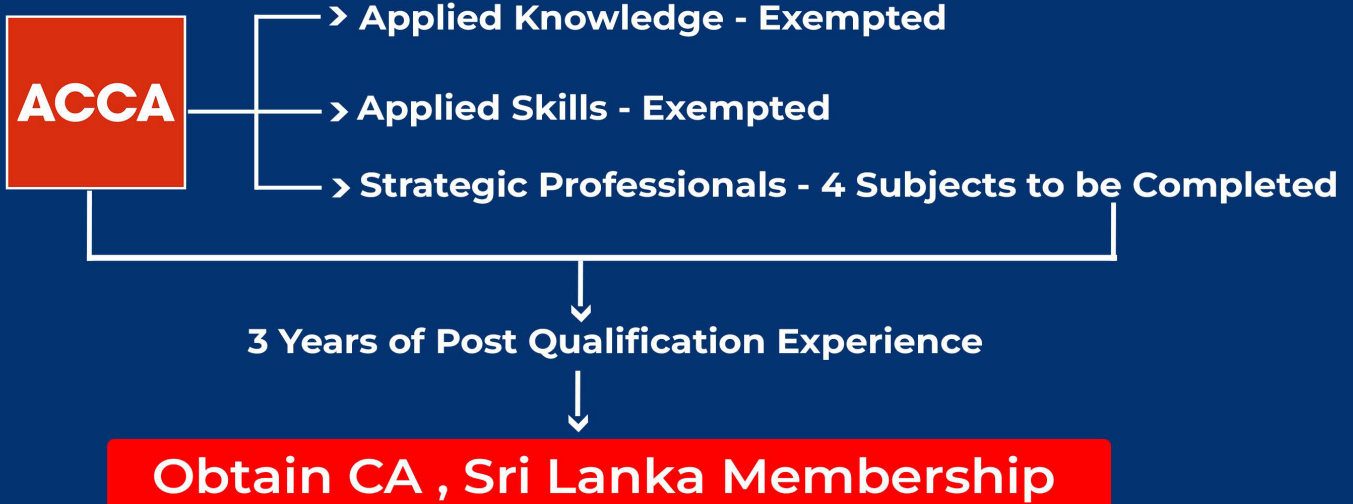 ACCA
Applied Knowledge - Exempted
Applied Skills - Exempted
Strategic Professionals - 4 Subjects to be Completed
3 Years of Post Qualification Experience
Obtain CA , Sri Lanka Membership